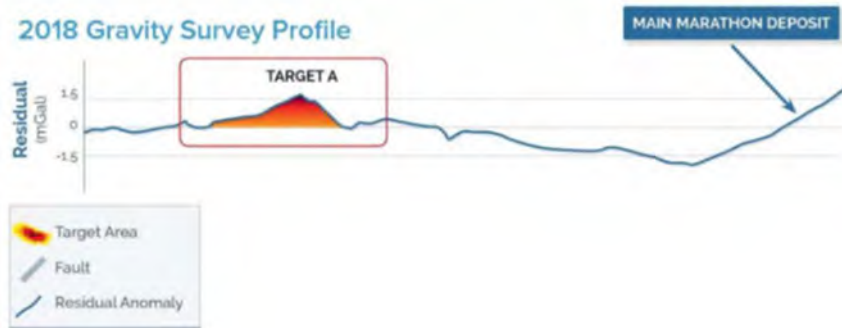 2018 Gravity Survey Profile
MAIN MARATHON DEPOSIT
TARGET A
Residual
(mGal)
1.5
0
-1.5
Target Area
Fault
Residual Anomaly